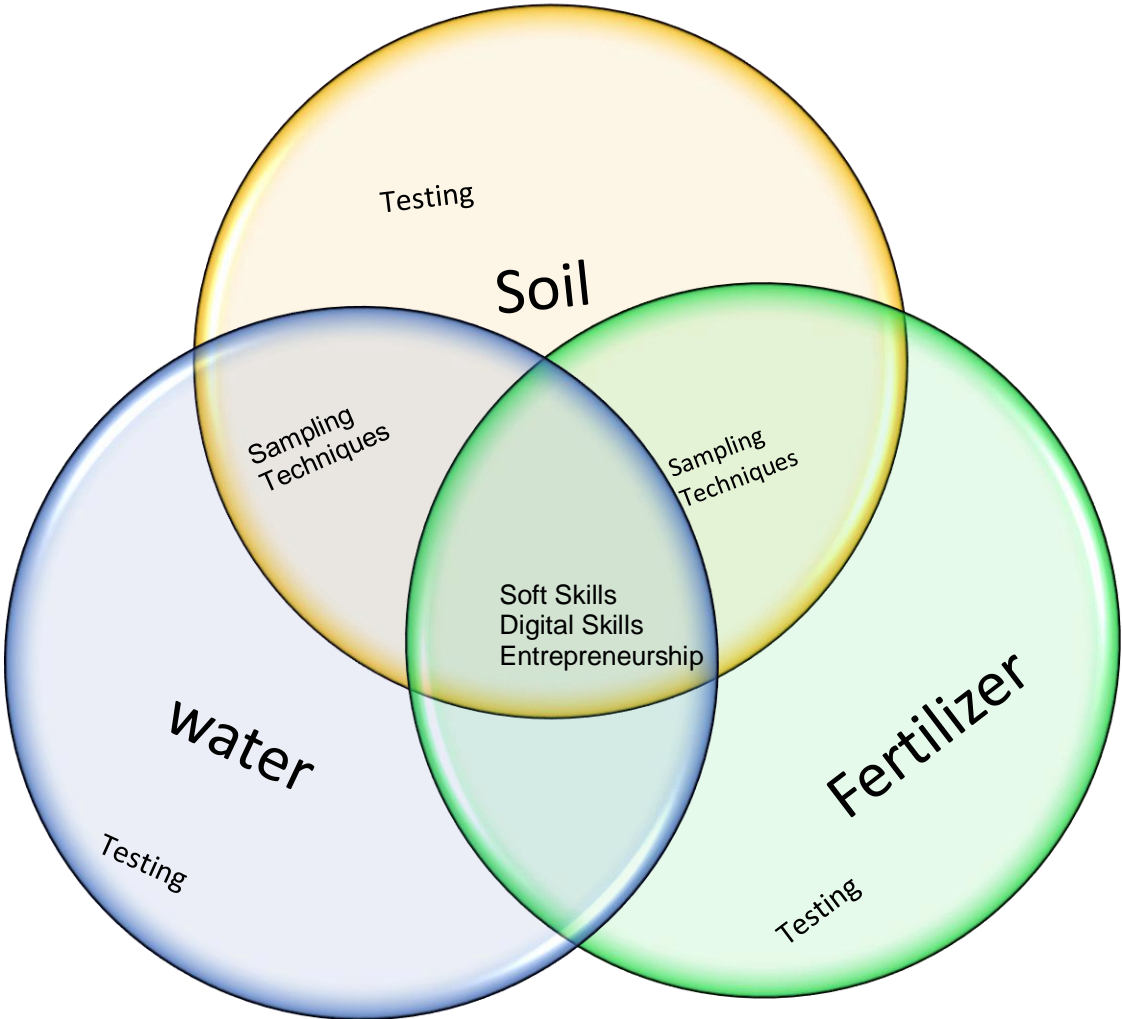 Testing
Soil
Sampling
Techniques
Sampling
Techniques
Soft Skills
Digital Skills
Entrepreneurship
water
Fertilizer
Testing
Testing